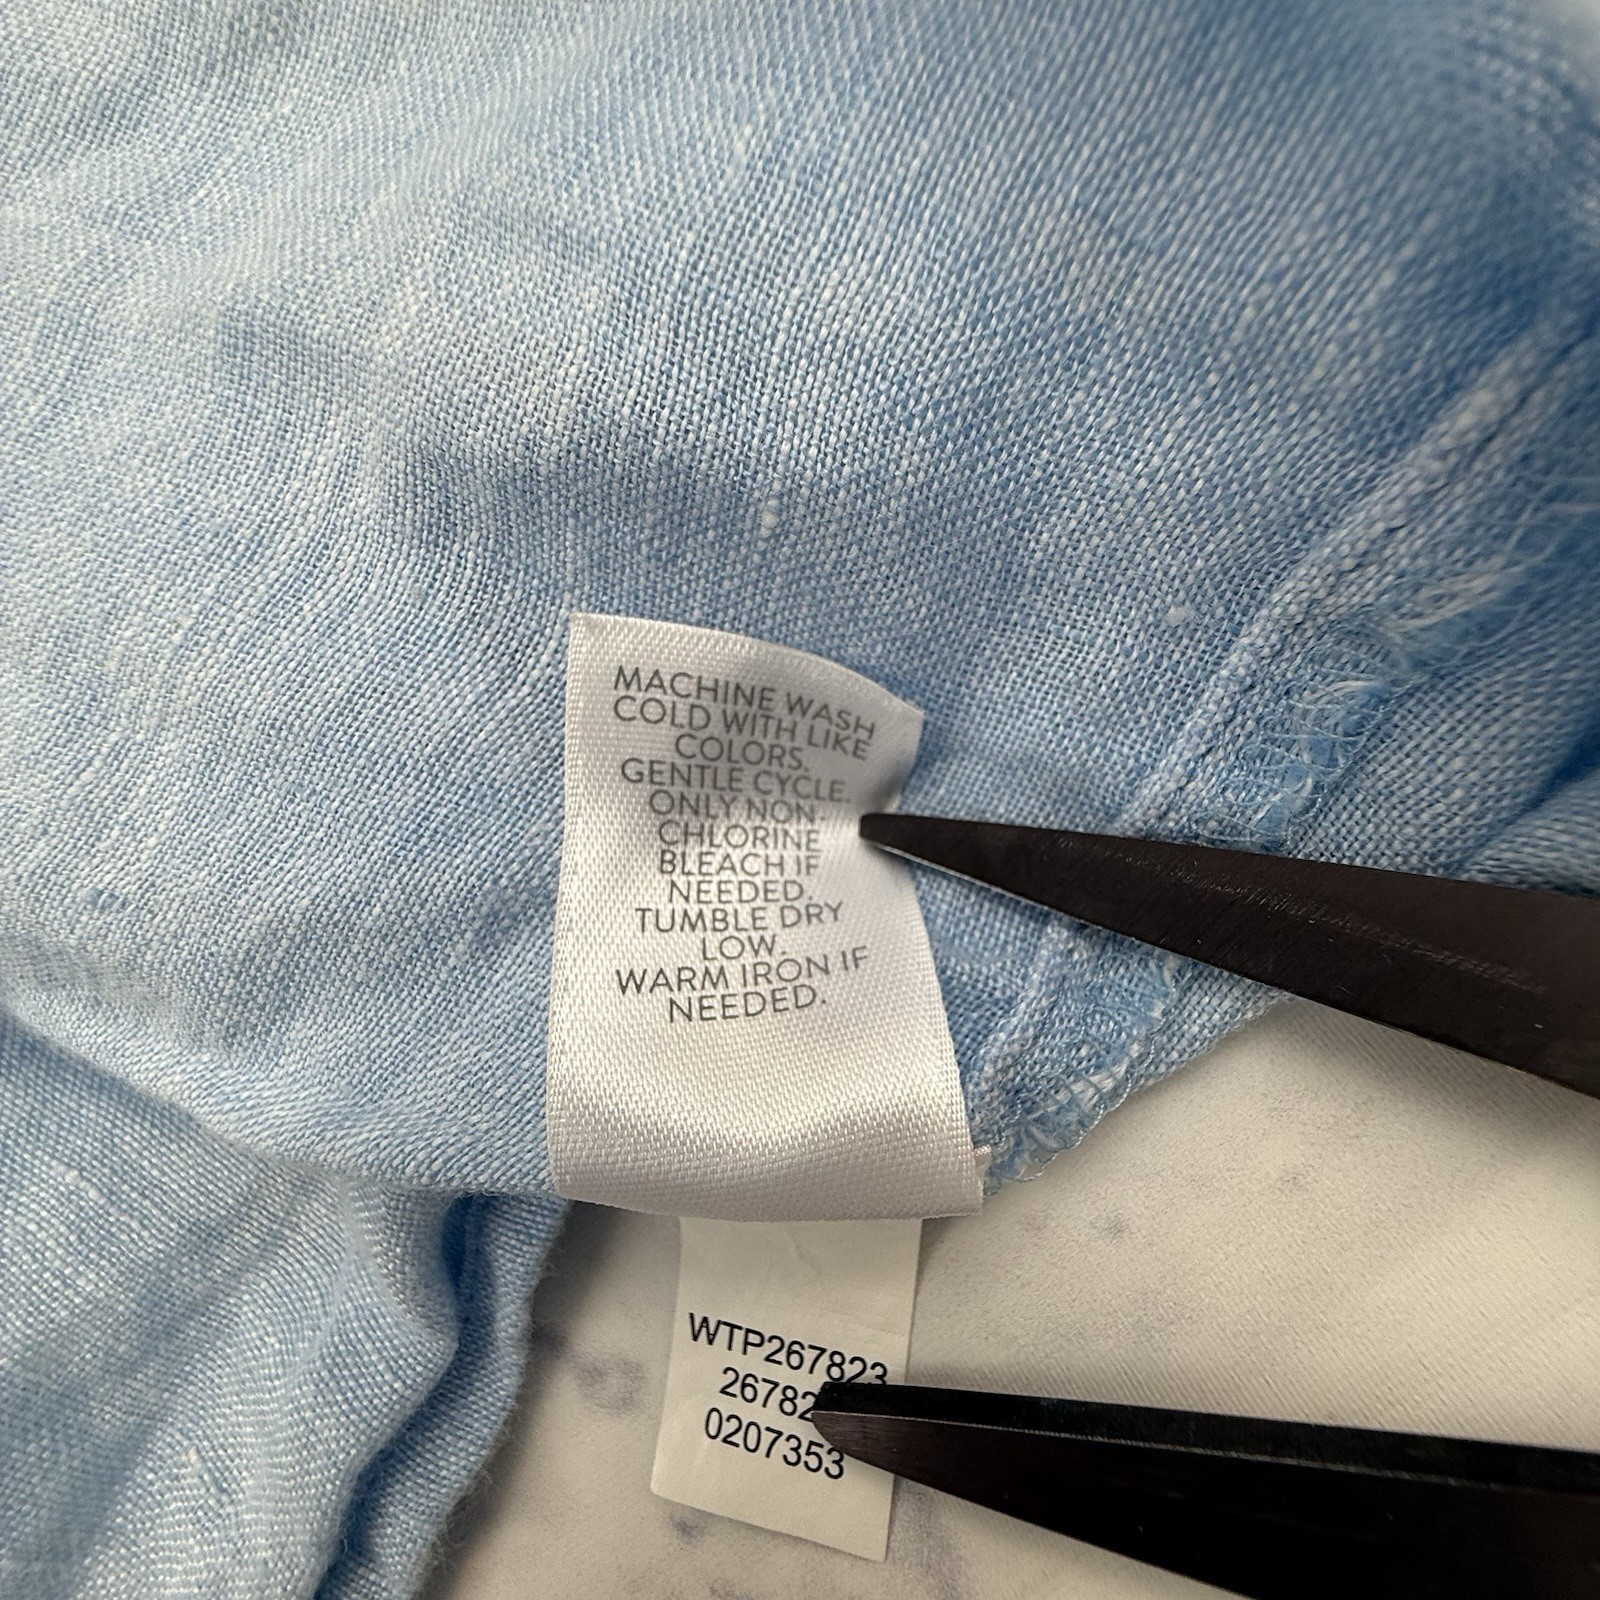 MACHINE WASH
COLD WITH LIKE
COLORS.
GENTLE CYCLE.
ONLY NON-
CHLORINE
BLEACH IF
NEEDED.
TUMBLE DRY
LOW.
WARM IRON IF
NEEDED.
WTP267823
26782
0207353